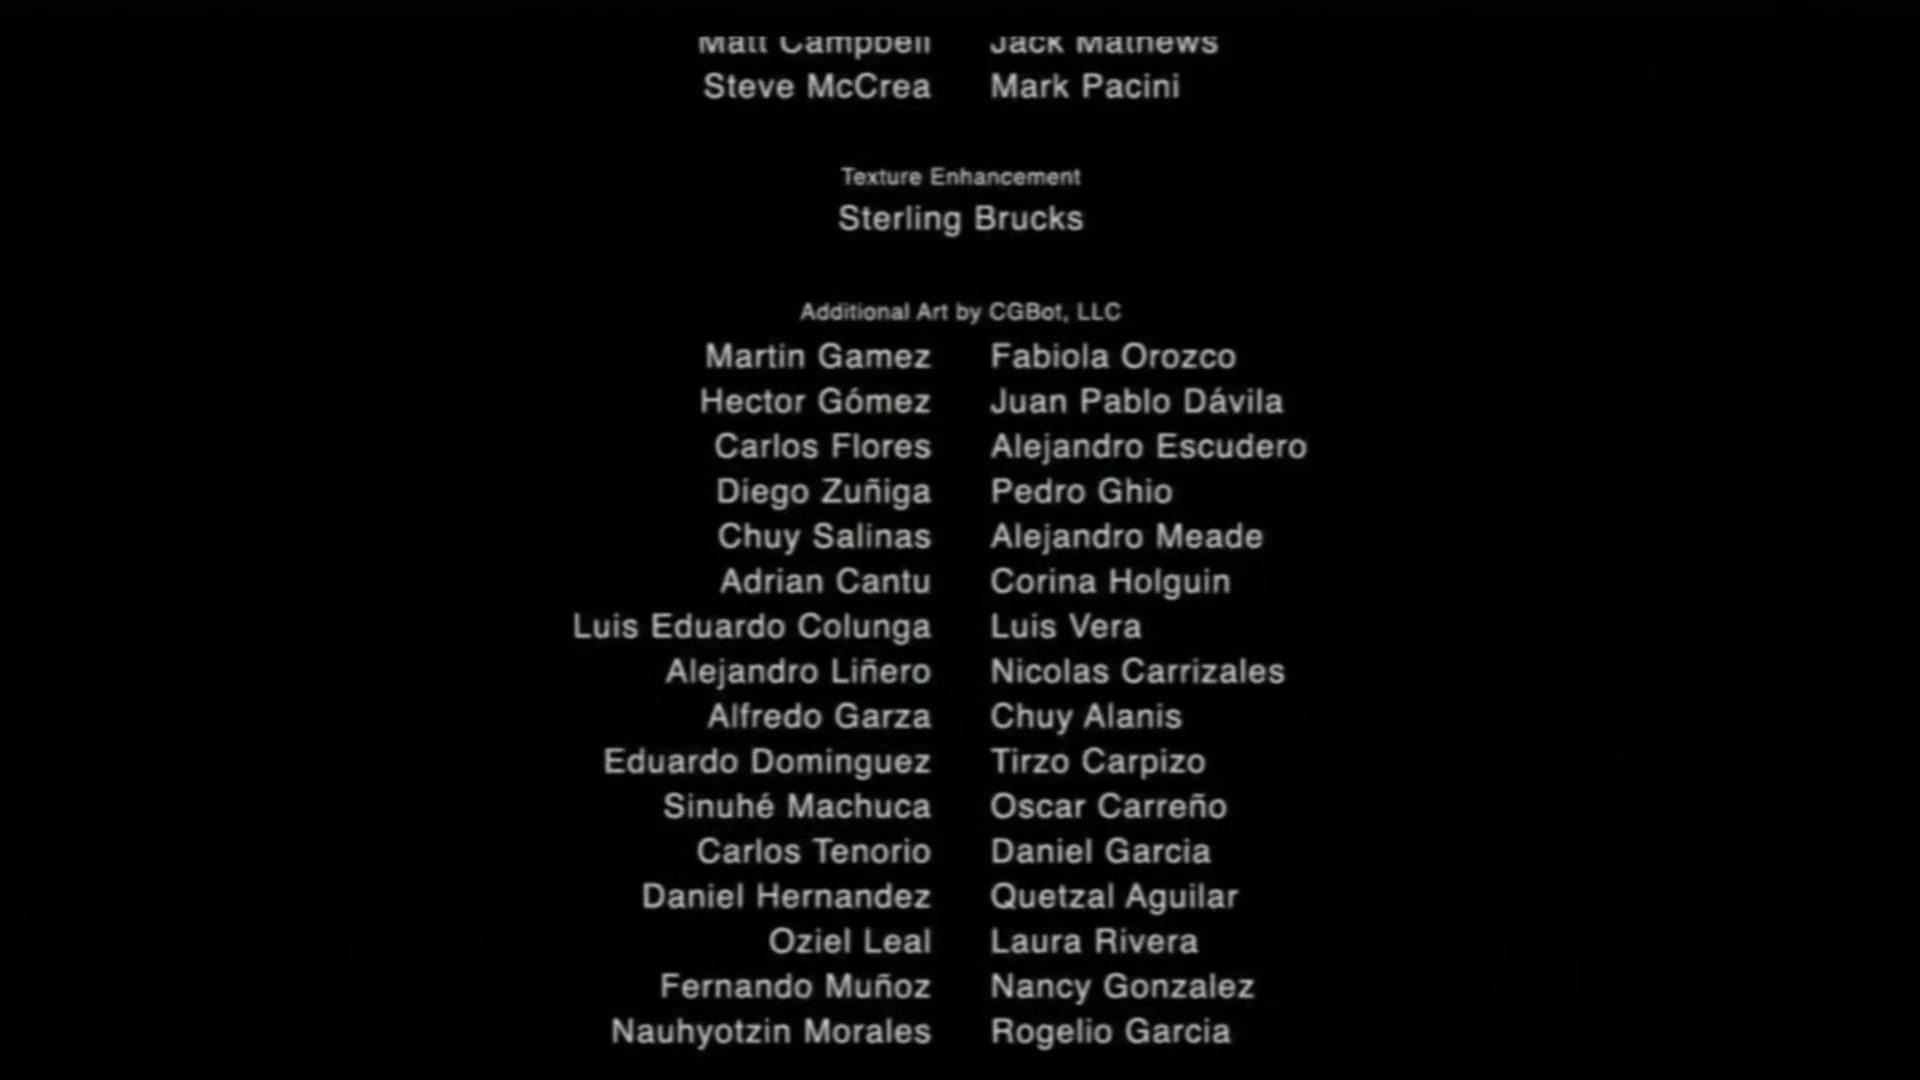 Matt Campbell Jack Mathews
Steve McCrea Mark Pacini
Texture Enhancement
Sterling Brucks
Additional Art by CGBot, LLC
Martin Gamez Fabiola Orozco
Hector Gómez Juan Pablo Dávila
Carlos Flores Alejandro Escudero
Diego Zuñiga Pedro Ghio
Chuy Salinas Alejandro Meade
Adrian Cantu Corina Holguin
Luis Eduardo Colunga Luis Vera
Alejandro Liñero Nicolas Carrizales
Alfredo Garza Chuy Alanis
Eduardo Dominguez Tirzo Carpizo
Sinuhé Machuca Oscar Carreño
Carlos Tenorio Daniel Garcia
Daniel Hernandez Quetzal Aguilar
Oziel Leal Laura Rivera
Fernando Muñoz Nancy Gonzalez
Nauhyotzin Morales Rogelio Garcia